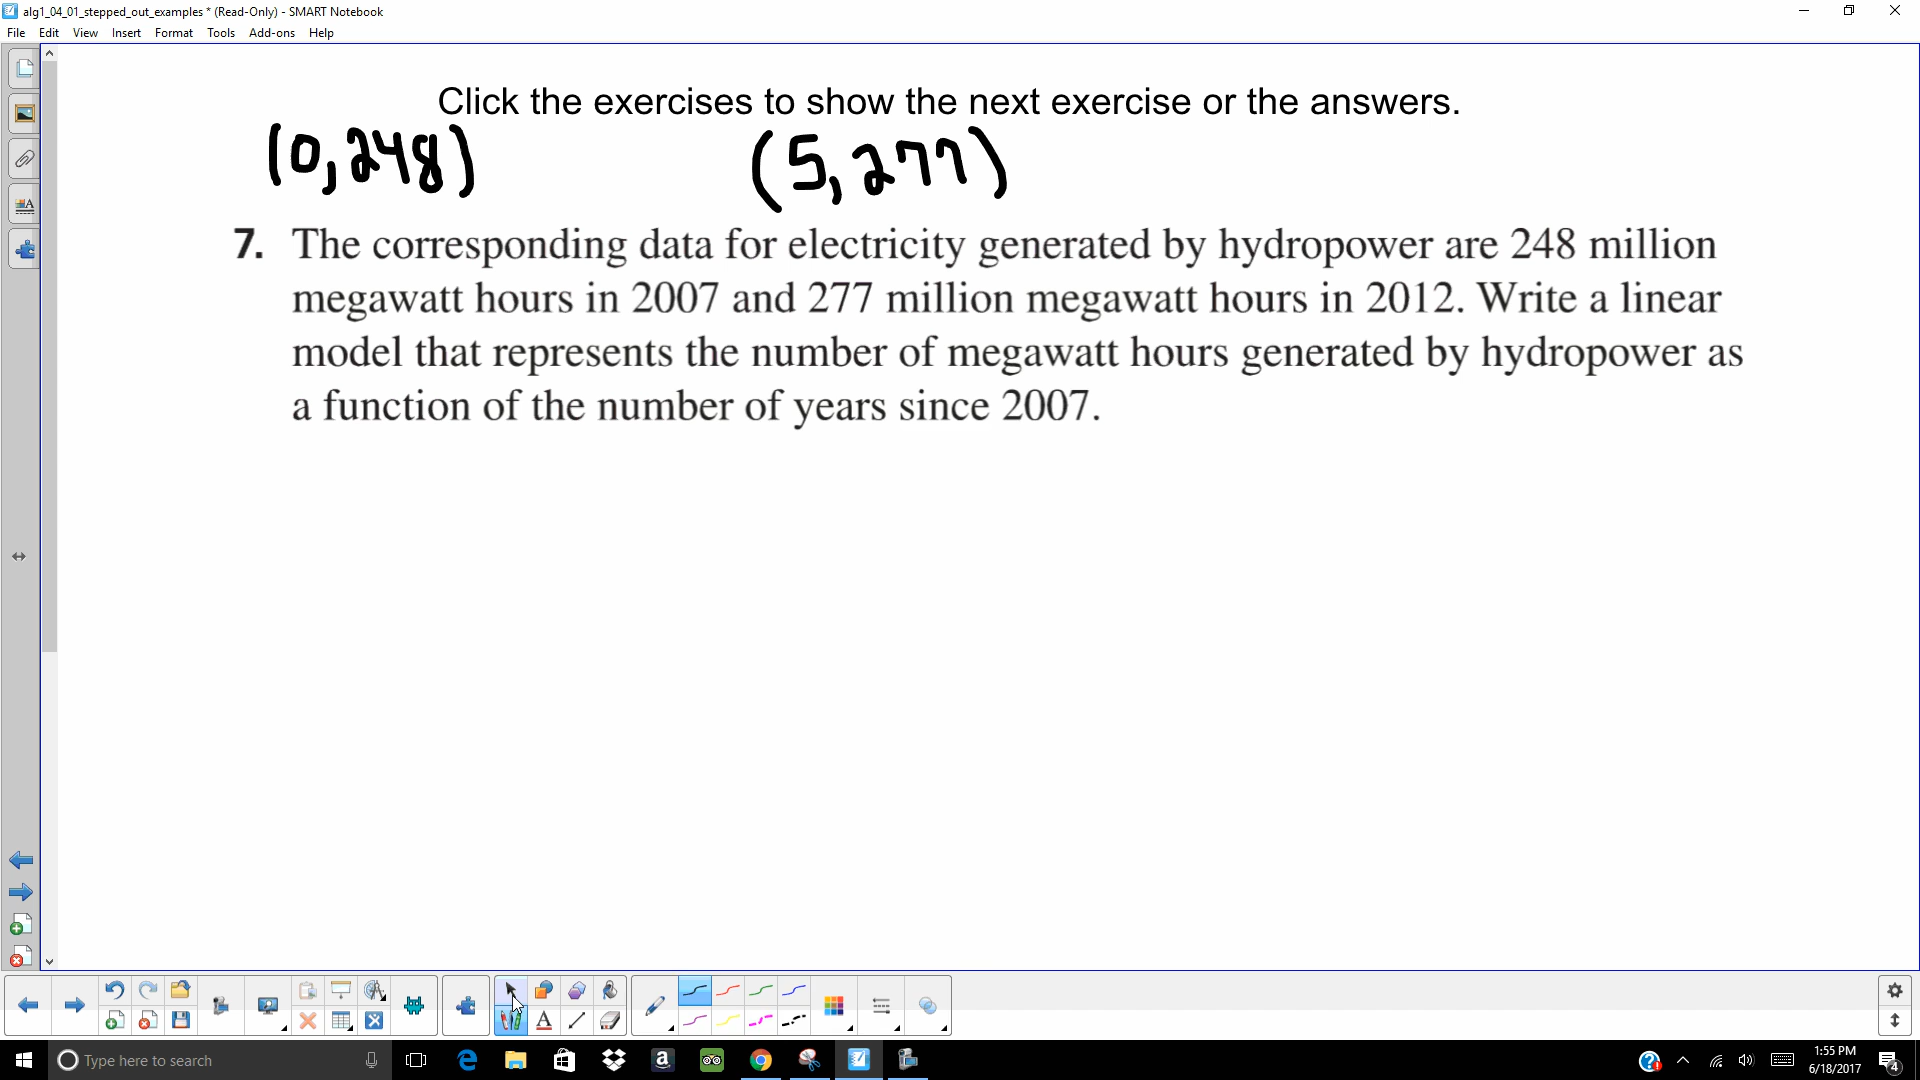 alg1_04_01_stepped_out_examples * (Read-Only) - SMART Notebook
File Edit View Insert Format Tools Add-ons Help
Click the exercises to show the next exercise or the answers.
(0,248) (5,277)
7. The corresponding data for electricity generated by hydropower are 248 million
megawatt hours in 2007 and 277 million megawatt hours in 2012. Write a linear
model that represents the number of megawatt hours generated by hydropower as
a function of the number of years since 2007.
Type here to search
1:55 PM
6/18/2017
4